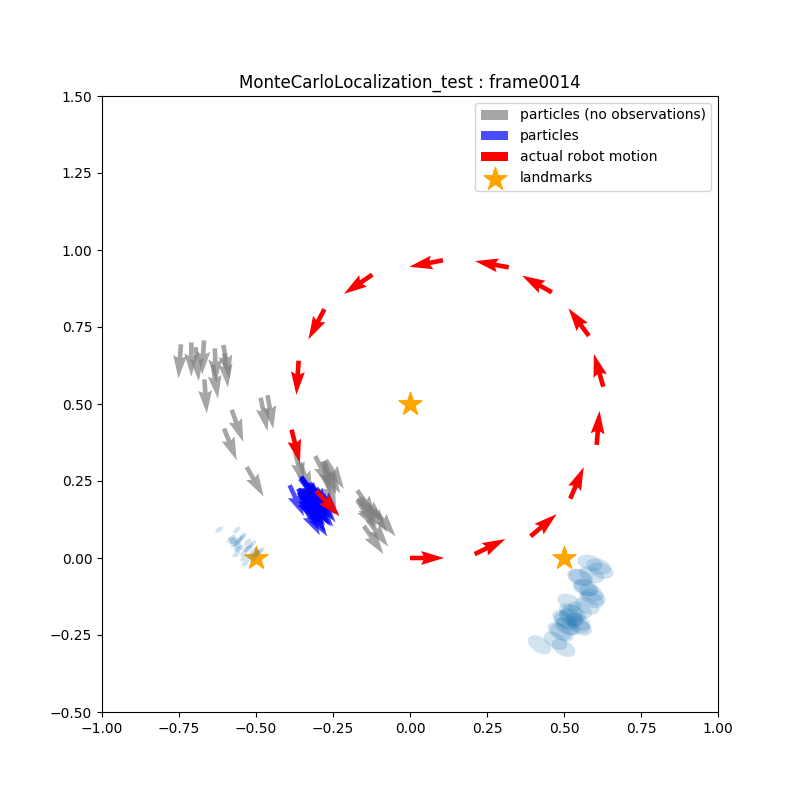 MonteCarloLocalization_test : frame0014
particles (no observations)
particles
actual robot motion
landmarks
1.50
1.25
1.00
0.75
0.50
0.25
0.00
−0.25
−0.50
−1.00 −0.75 −0.50 −0.25 0.00 0.25 0.50 0.75 1.00